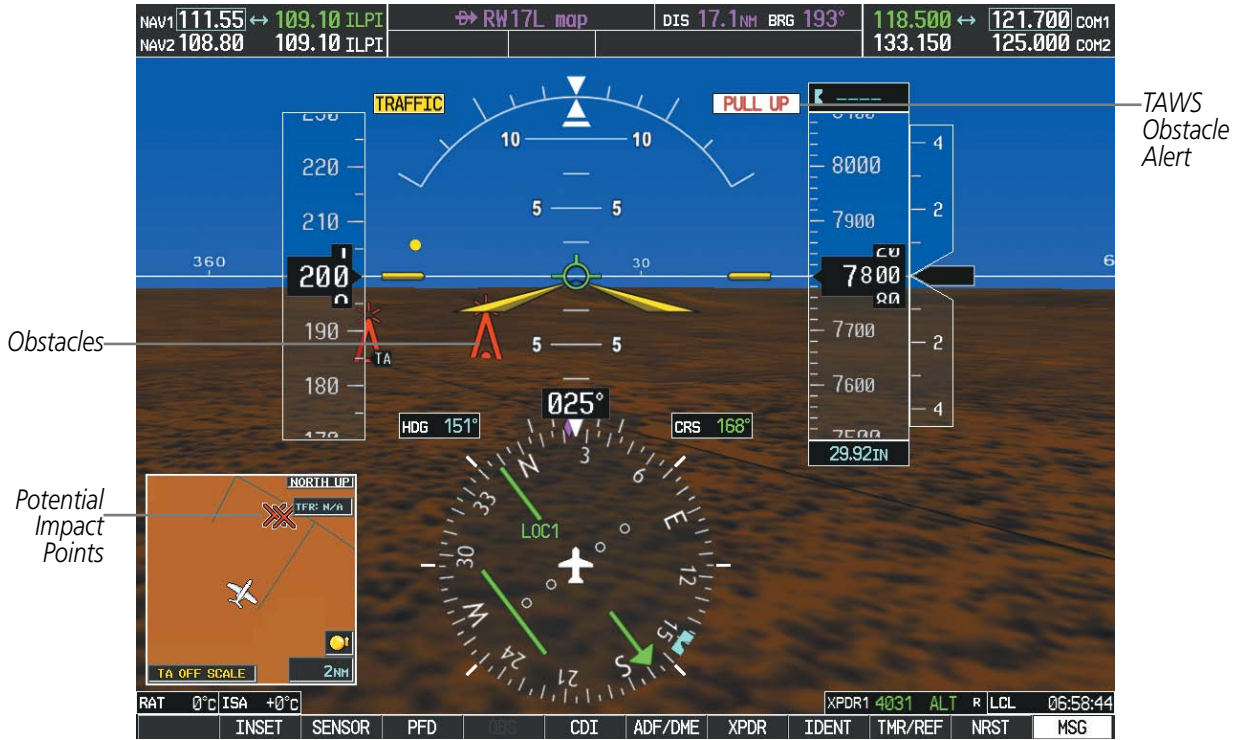 NAV1 111.55 ↔ 109.10 ILPI
NAV2 108.80 109.10 ILPI
RW17L map
DIS 17.1NM BRG 193°
118.500 ↔ 121.700 COM1
133.150 125.000 COM2
TRAFFIC
PULL UP
TAWS
Obstacle
Alert
----
10 10
220
8000
4
5 5
210
7900
2
360
30
6
1
200
20
7800
80
190
TA
5 5
7700
2
Obstacles
180
7600
4
025°
HDG 151°
CRS 168°
29.92IN
NORTH UP
TFR: N/A
Potential
Impact
Points
N
3
6
E
12
15
S
21
24
W
30
33
LOC1
TA OFF SCALE
2NM
RAT 0°C ISA +0°C
XPDR1 4031 ALT R LCL 06:58:44
INSET SENSOR PFD OBS CDI ADF/DME XPDR IDENT TMR/REF NRST MSG